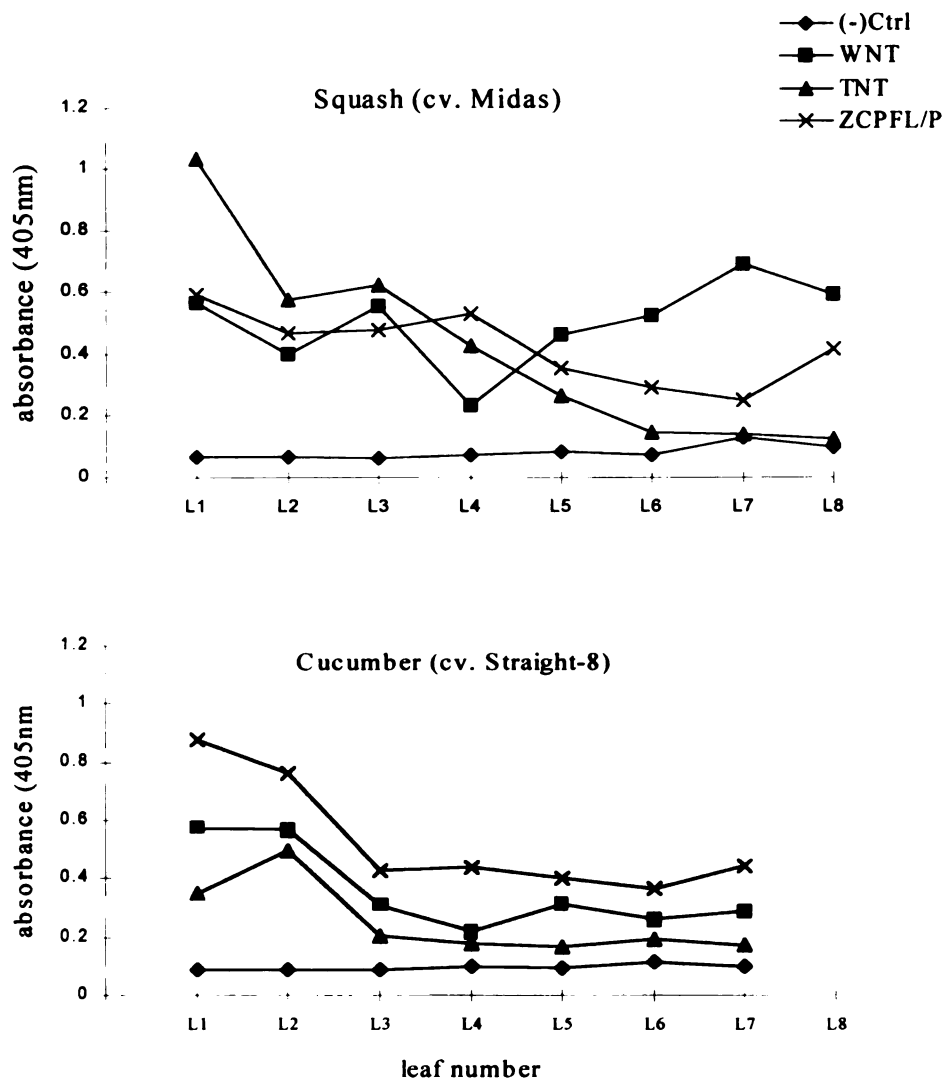 (-)Ctrl
WNT
TNT
ZCPFL/P
Squash (cv. Midas)
absorbance (405nm)
1.2
1
0.8
0.6
0.4
0.2
0
L1 L2 L3 L4 L5 L6 L7 L8
Cucumber (cv. Straight-8)
absorbance (405nm
1.2
1
0.8
0.6
0.4
0.2
0
L1 L2 L3 L4 L5 L6 L7 L8
leaf number